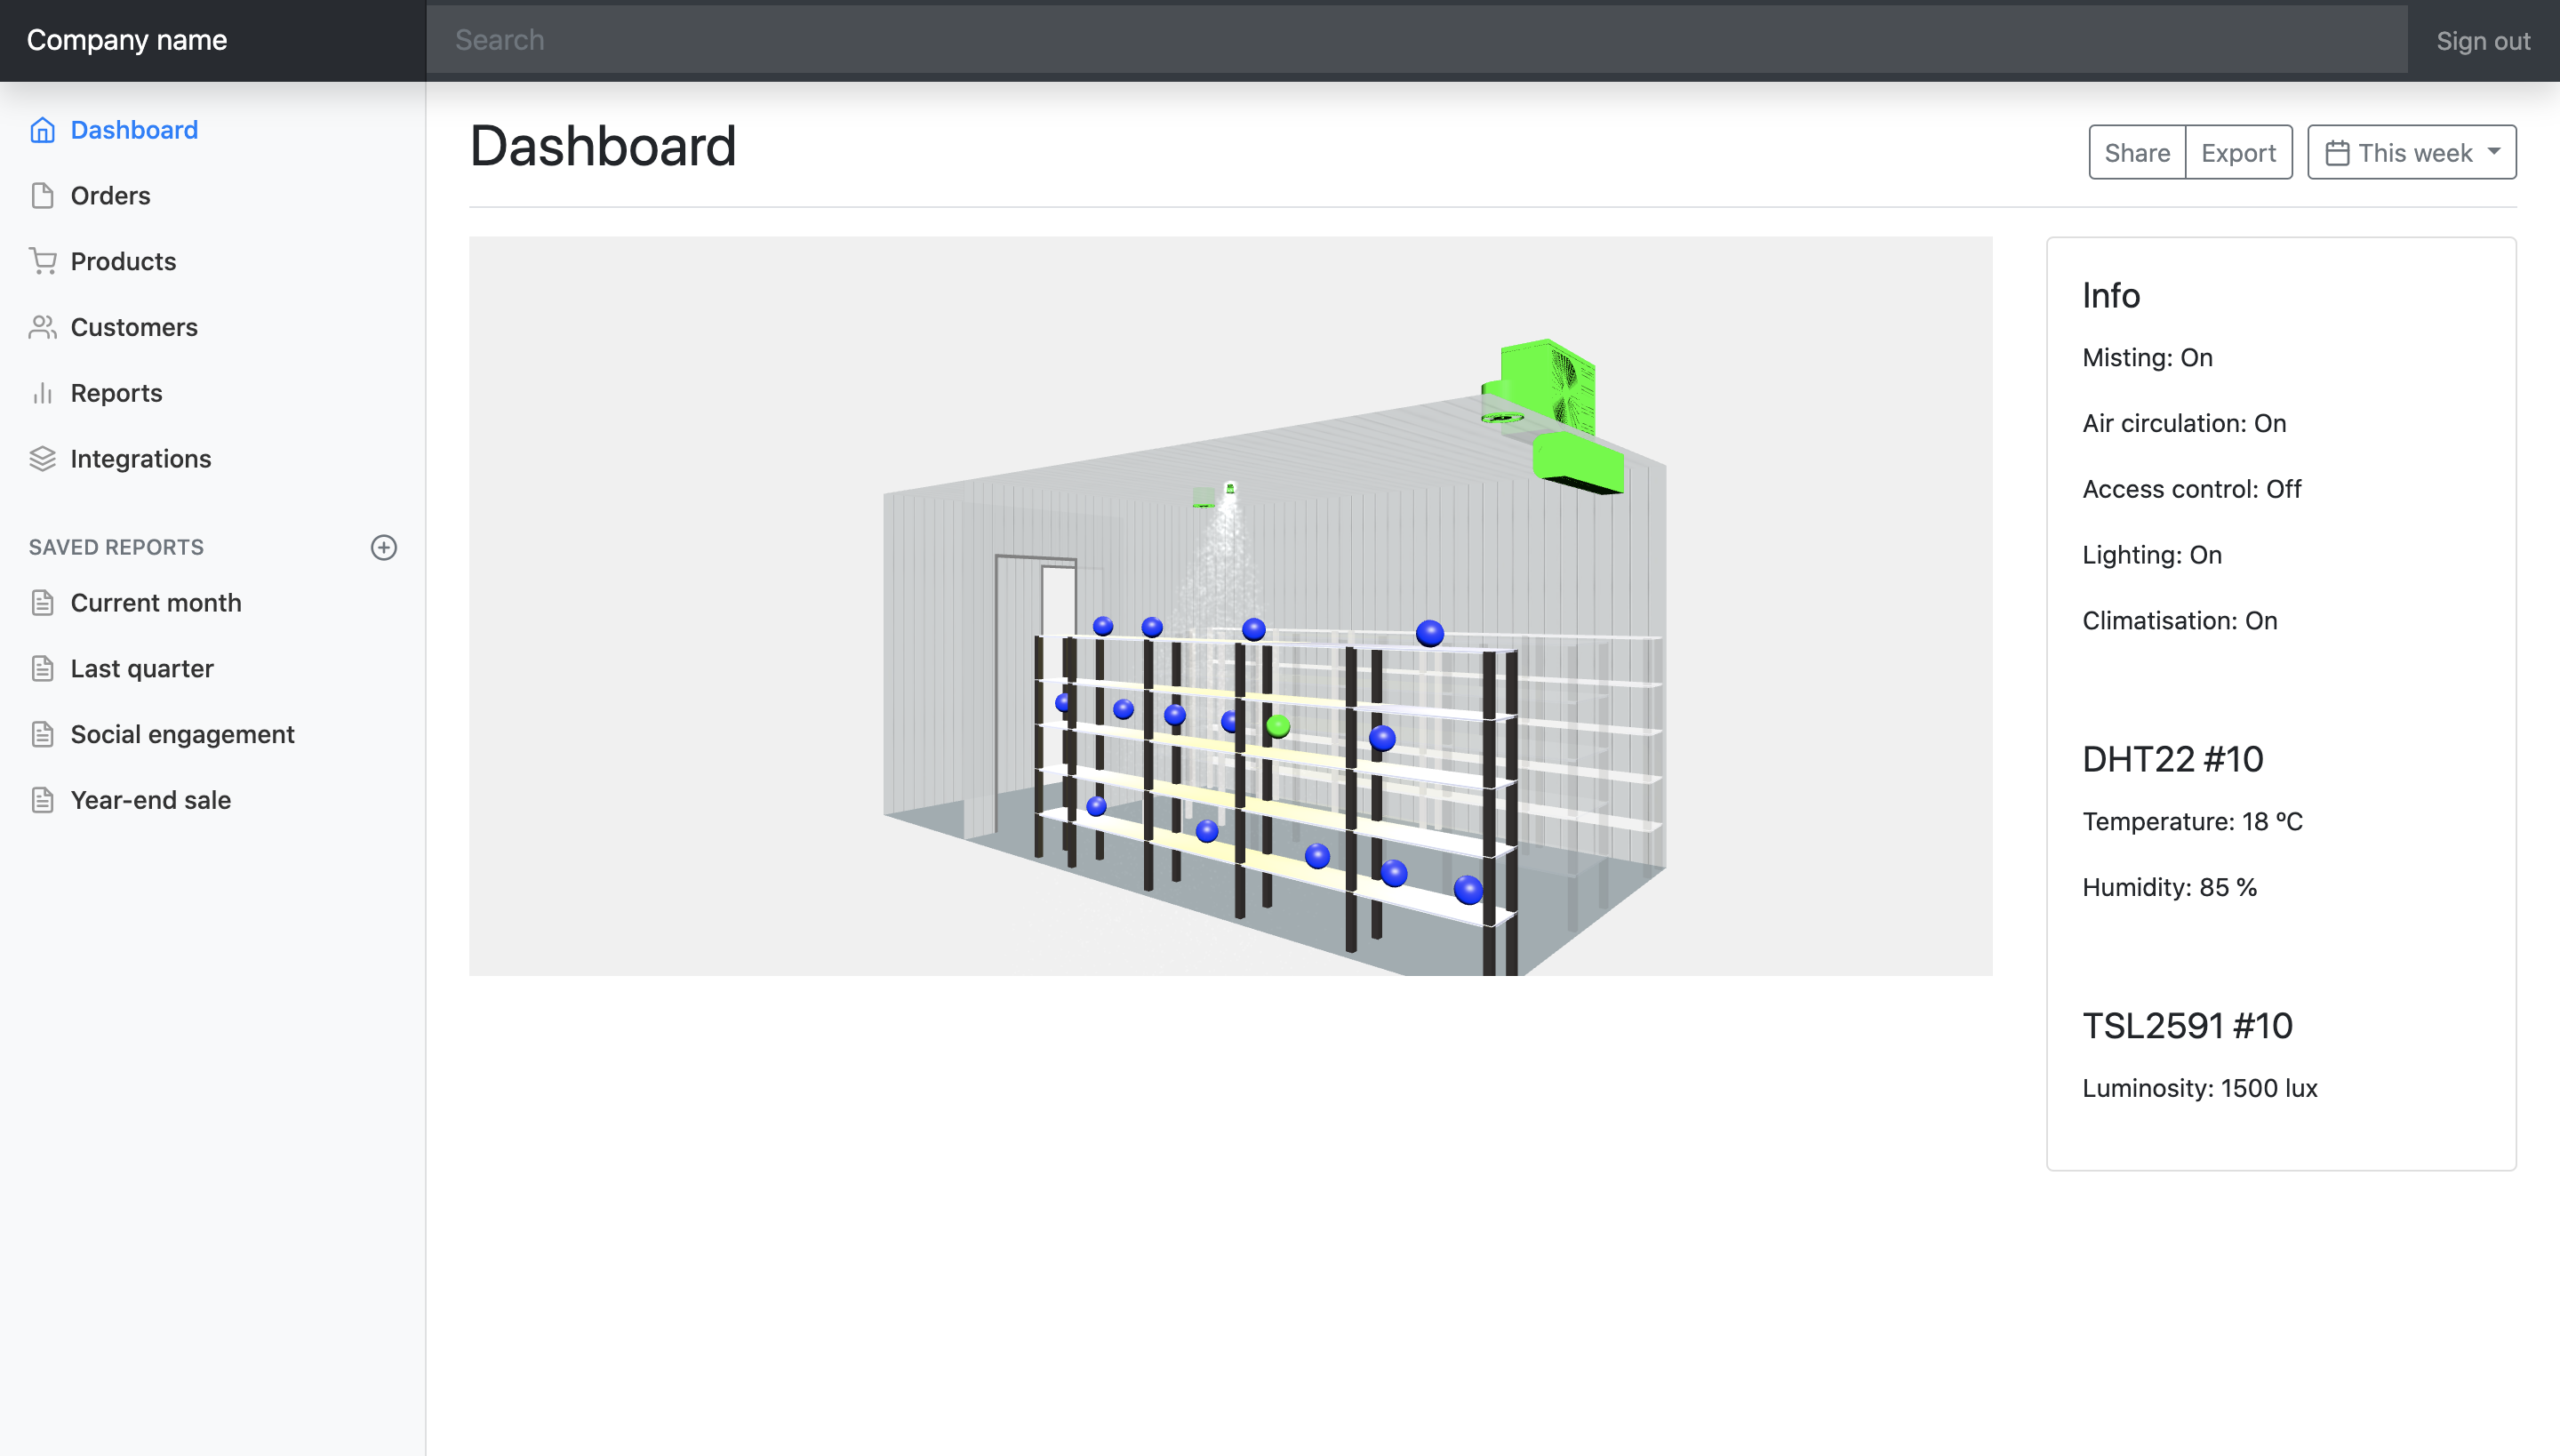 Company name
Search
Sign out
Dashboard
Orders
Products
Customers
Reports
Integrations
SAVED REPORTS
Current month
Last quarter
Social engagement
Year-end sale
Dashboard
Share
Export
This week
Info
Misting: On
Air circulation: On
Access control: Off
Lighting: On
Climatisation: On
DHT22 #10
Temperature: 18 ºC
Humidity: 85 %
TSL2591 #10
Luminosity: 1500 lux